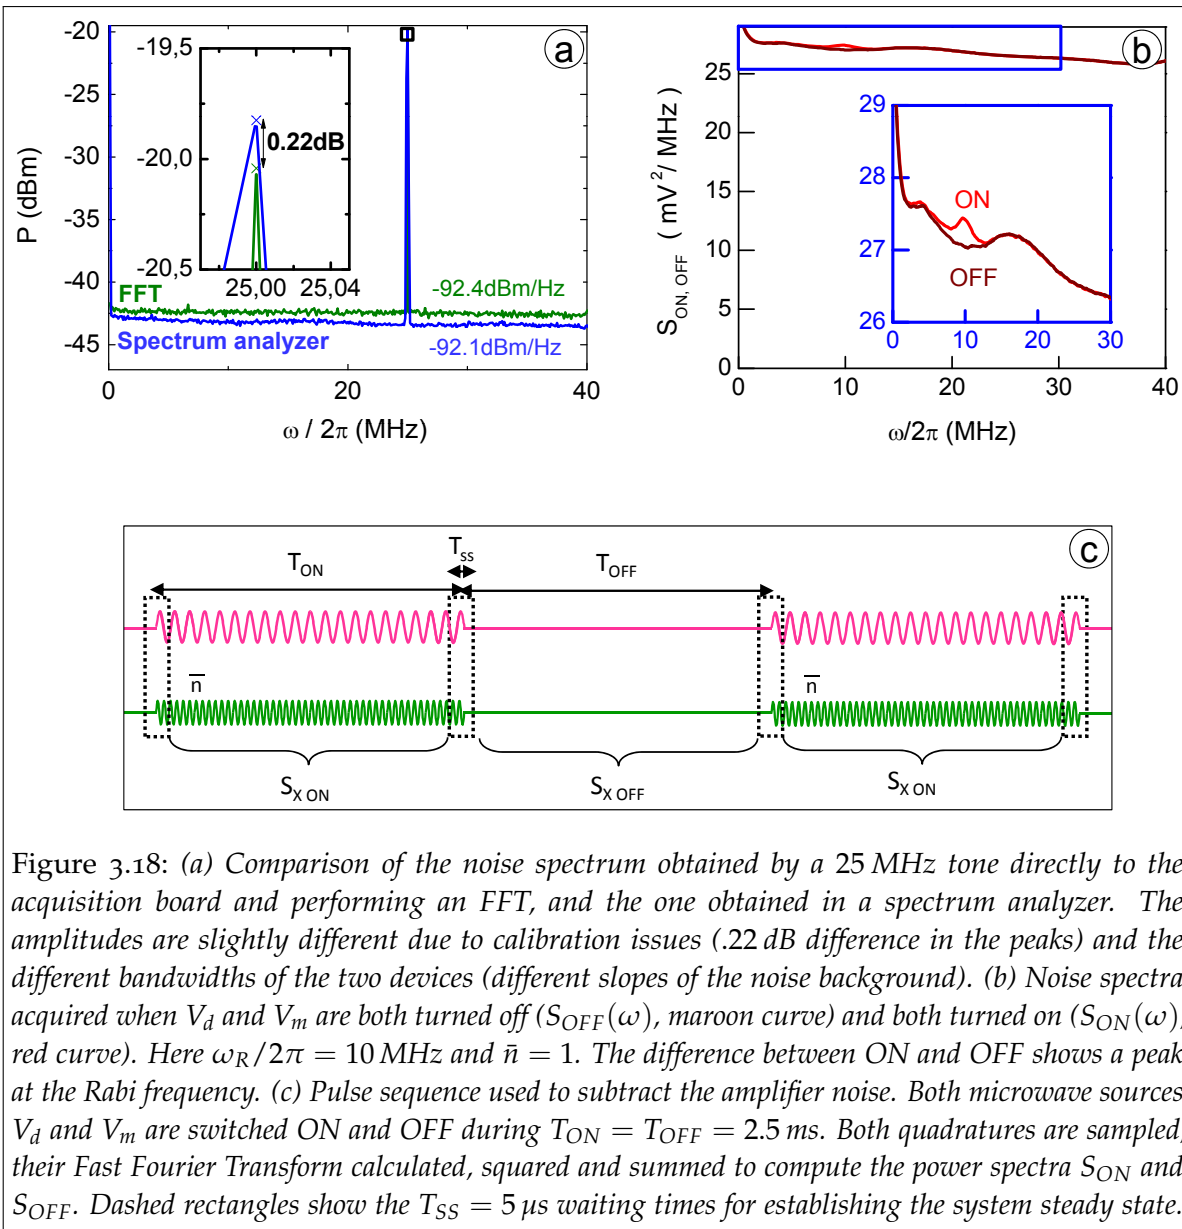 -20
-25
-30
-35
-40
-45
P (dBm)
-19,5
-20,0
-20,5
0.22dB
25,00 25,04
a
FFT
-92.4dBm/Hz
Spectrum analyzer
-92.1dBm/Hz
0 20 40
ω / 2π (MHz)
25
20
15
10
5
0
S_ON, OFF ( mV²/ MHz)
b
29
28
27
26
ON
OFF
0 10 20 30
0 10 20 30 40
ω/2π (MHz)
c
T_ON
T_SS
T_OFF
n̄
n̄
S_X ON
S_X OFF
S_X ON
Figure 3.18: (a) Comparison of the noise spectrum obtained by a 25 MHz tone directly to the
acquisition board and performing an FFT, and the one obtained in a spectrum analyzer. The
amplitudes are slightly different due to calibration issues (.22 dB difference in the peaks) and the
different bandwidths of the two devices (different slopes of the noise background). (b) Noise spectra
acquired when V_d and V_m are both turned off (S_OFF(ω), maroon curve) and both turned on (S_ON(ω),
red curve). Here ω_R/2π = 10 MHz and n̄ = 1. The difference between ON and OFF shows a peak
at the Rabi frequency. (c) Pulse sequence used to subtract the amplifier noise. Both microwave sources
V_d and V_m are switched ON and OFF during T_ON = T_OFF = 2.5 ms. Both quadratures are sampled,
their Fast Fourier Transform calculated, squared and summed to compute the power spectra S_ON and
S_OFF. Dashed rectangles show the T_SS = 5 μs waiting times for establishing the system steady state.